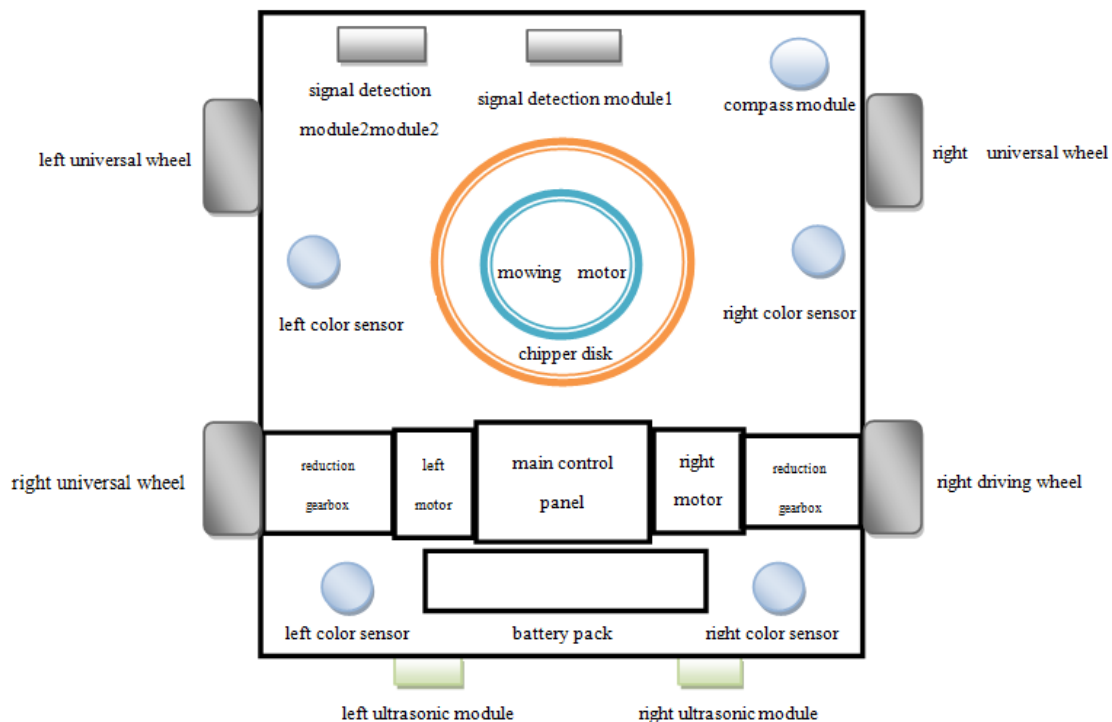 signal detection
module2module2
signal detection module1
compass module
left universal wheel
right universal wheel
mowing motor
left color sensor
right color sensor
chipper disk
right universal wheel
reduction
gearbox
left
motor
main control
panel
right
motor
reduction
gearbox
right driving wheel
left color sensor
battery pack
right color sensor
left ultrasonic module
right ultrasonic module